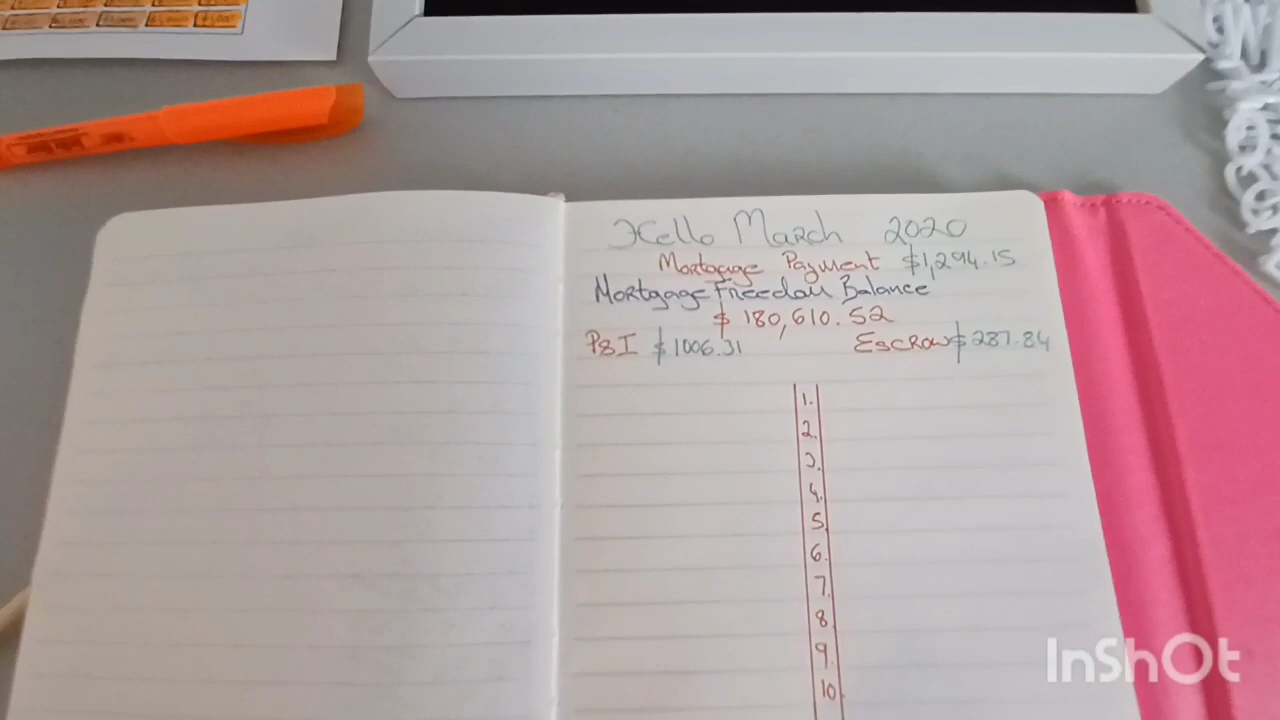 Hello March 2020
Mortgage Payment $1,294.15
Mortgage Freedom Balance
$180,610.52
P&I $1006.31 Escrow $287.84
1.
2.
3.
4.
5.
6.
7.
8.
9.
10.
InShOt